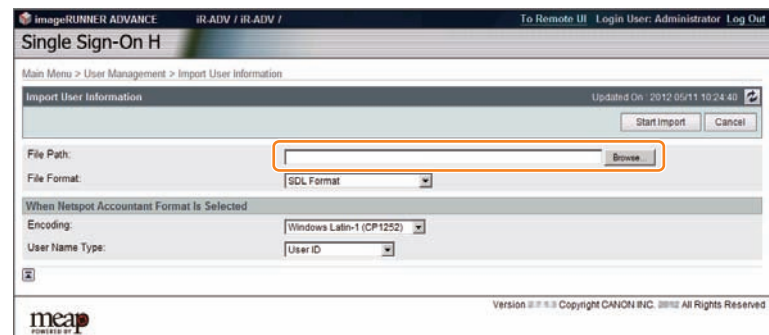 imageRUNNER ADVANCE iR-ADV / iR-ADV / To Remote UI Login User: Administrator Log Out
Single Sign-On H
Main Menu > User Management > Import User Information
Import User Information Updated On : 2012 05/11 10:24:40
Start Import Cancel
File Path: Browse...
File Format: SDL Format
When Netspot Accountant Format Is Selected
Encoding: Windows Latin-1 (CP1252)
User Name Type: User ID
Version Copyright CANON INC. All Rights Reserved
meap
POWERED BY